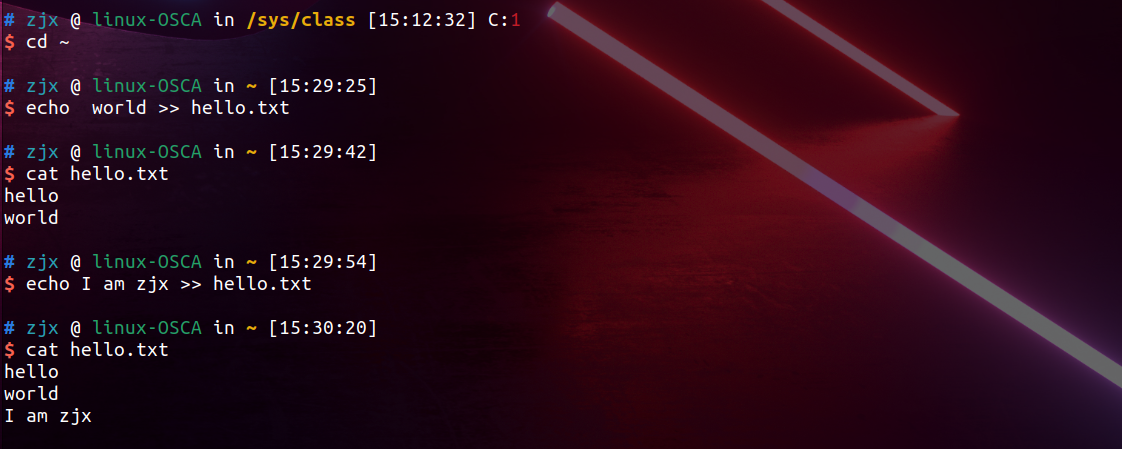 # zjx @ linux-OSCA in /sys/class [15:12:32] C:1
$ cd ~
# zjx @ linux-OSCA in ~ [15:29:25]
$ echo  world >> hello.txt
# zjx @ linux-OSCA in ~ [15:29:42]
$ cat hello.txt
hello
world
# zjx @ linux-OSCA in ~ [15:29:54]
$ echo I am zjx >> hello.txt
# zjx @ linux-OSCA in ~ [15:30:20]
$ cat hello.txt
hello
world
I am zjx